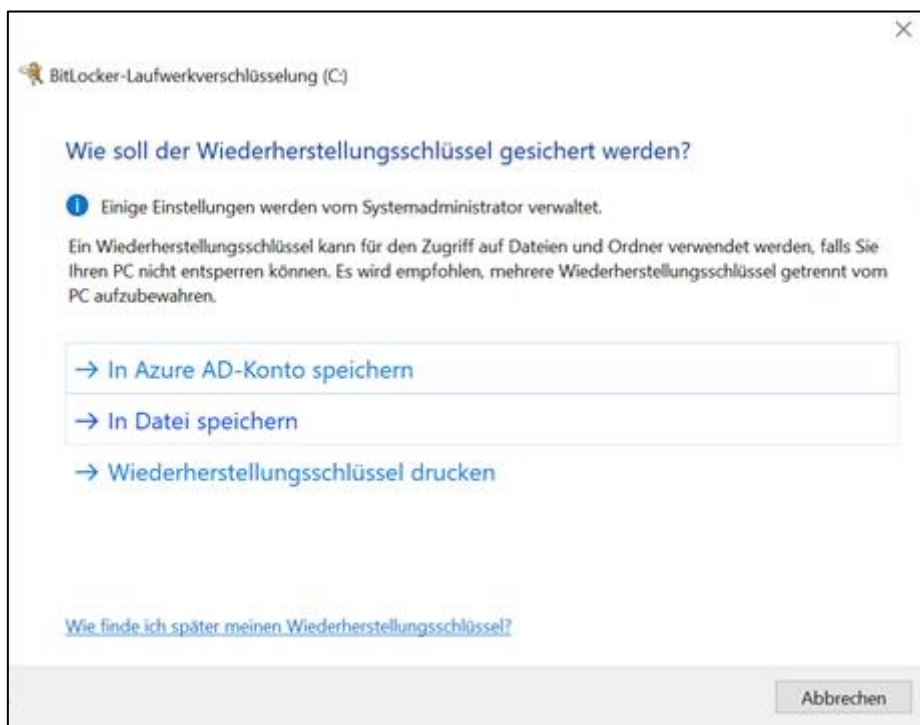 BitLocker-Laufwerkverschlüsselung (C:)
Wie soll der Wiederherstellungsschlüssel gesichert werden?
Einige Einstellungen werden vom Systemadministrator verwaltet.
Ein Wiederherstellungsschlüssel kann für den Zugriff auf Dateien und Ordner verwendet werden, falls Sie
Ihren PC nicht entsperren können. Es wird empfohlen, mehrere Wiederherstellungsschlüssel getrennt vom
PC aufzubewahren.
→ In Azure AD-Konto speichern
→ In Datei speichern
→ Wiederherstellungsschlüssel drucken
Wie finde ich später meinen Wiederherstellungsschlüssel?
Abbrechen